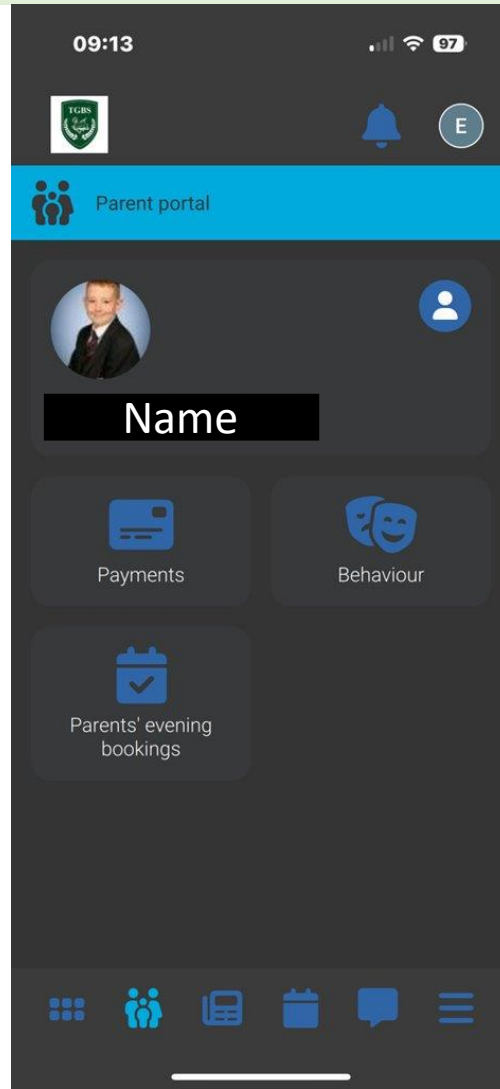 09:13
97
TGBS
E
Parent portal
Name
Payments
Behaviour
Parents' evening
bookings